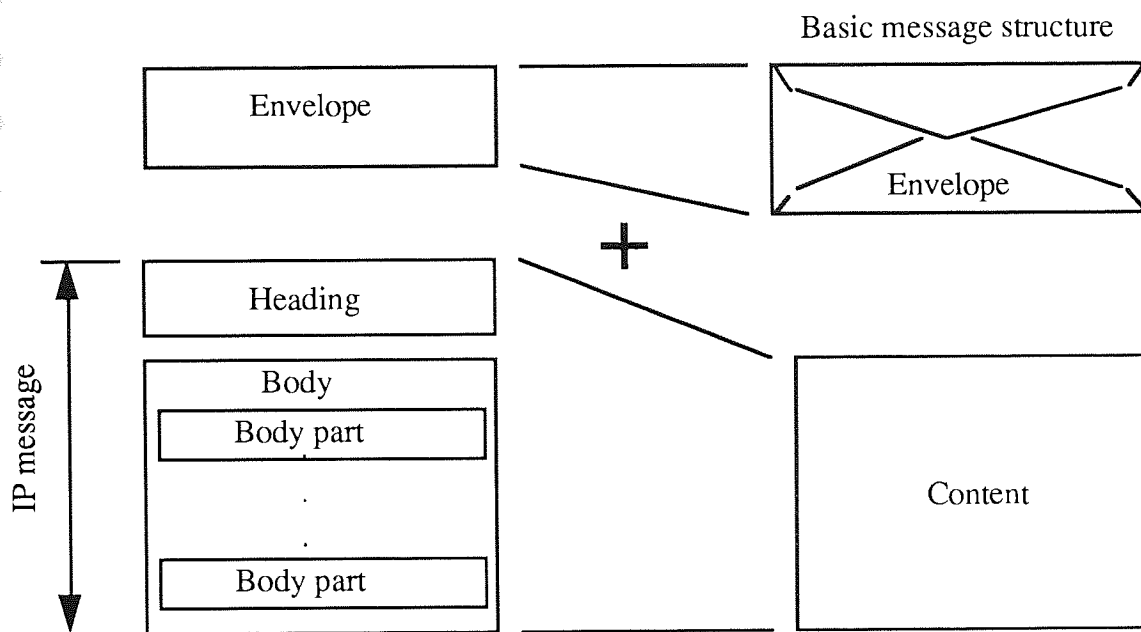 Basic message structure
Envelope
Envelope
+
Heading
IP message
Body
Body part
Body part
Content